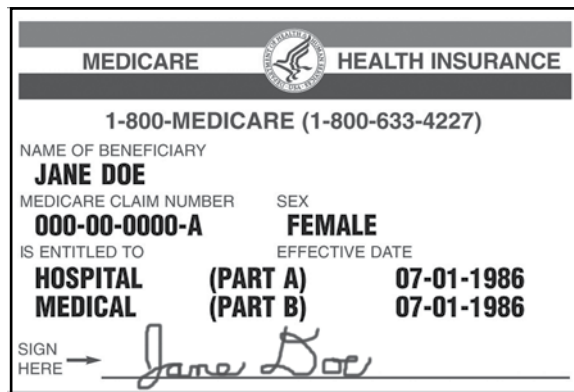 MEDICARE HEALTH INSURANCE
1-800-MEDICARE (1-800-633-4227)
NAME OF BENEFICIARY
JANE DOE
MEDICARE CLAIM NUMBER SEX
000-00-0000-A FEMALE
IS ENTITLED TO EFFECTIVE DATE
HOSPITAL (PART A) 07-01-1986
MEDICAL (PART B) 07-01-1986
SIGN
HERE → Jane Doe